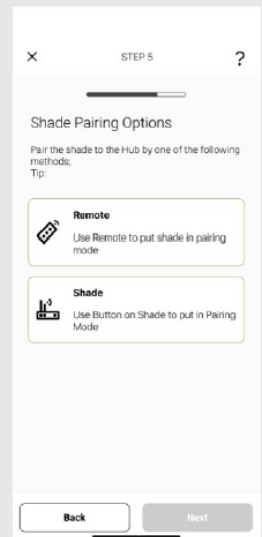 STEP 5
?
Shade Pairing Options
Pair the shade to the Hub by one of the following
methods;
Tip:
Remote
Use Remote to put shade in pairing
mode
Shade
Use Button on Shade to put in Pairing
Mode
Back
Next